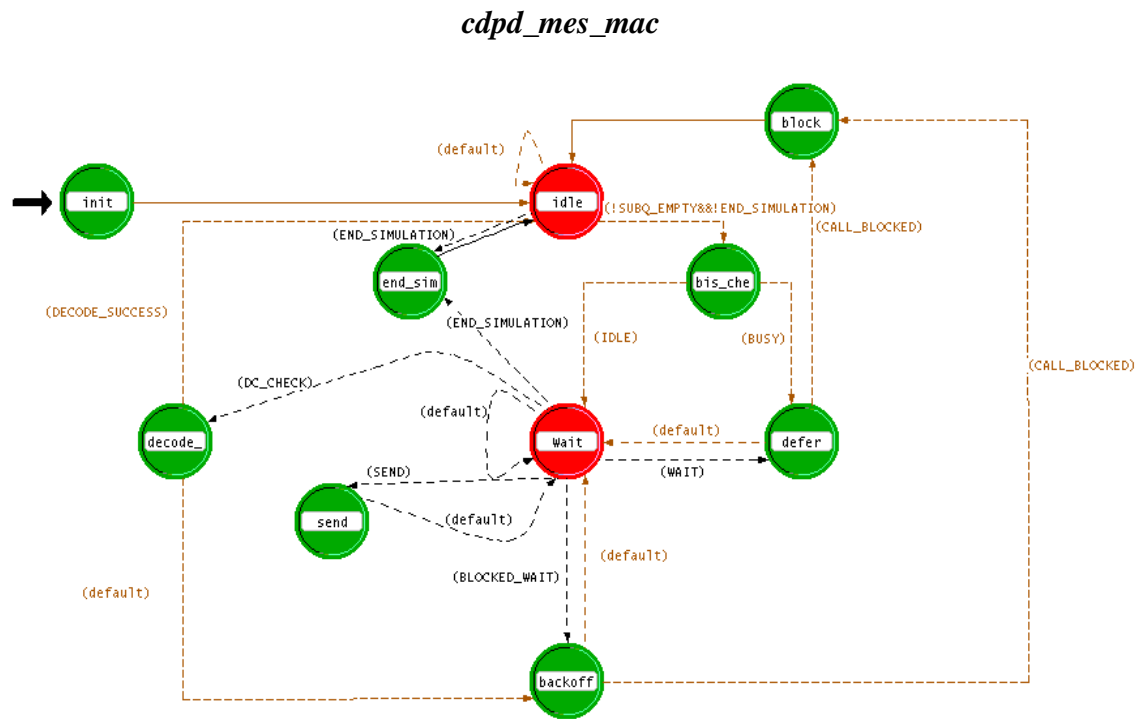 cdpd_mes_mac
block
(default)
init
idle
(!SUBQ_EMPTY&&!END_SIMULATION)
(CALL_BLOCKED)
(END_SIMULATION)
end_sim
bis_che
(DECODE_SUCCESS)
(END_SIMULATION)
(IDLE)
(BUSY)
(CALL_BLOCKED)
(DC_CHECK)
(default)
(default)
decode_
Wait
defer
(SEND)
(WAIT)
send
(default)
(default)
(BLOCKED_WAIT)
(default)
backoff